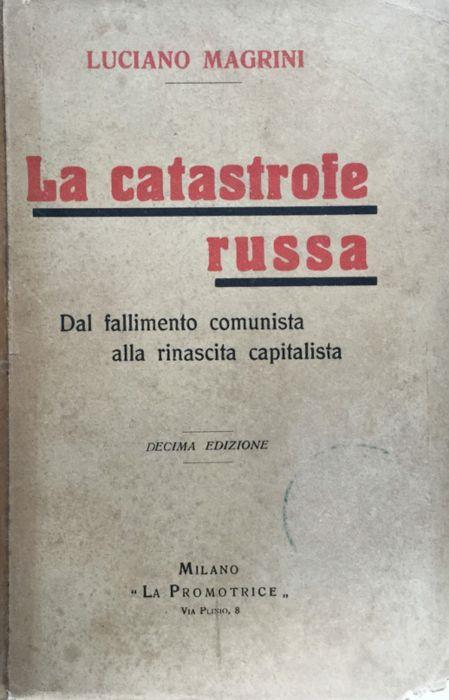 LUCIANO MAGRINI
La catastrofe
russa
Dal fallimento comunista
alla rinascita capitalista
DECIMA EDIZIONE
MILANO
"LA PROMOTRICE„
VIA PLINIO, 8